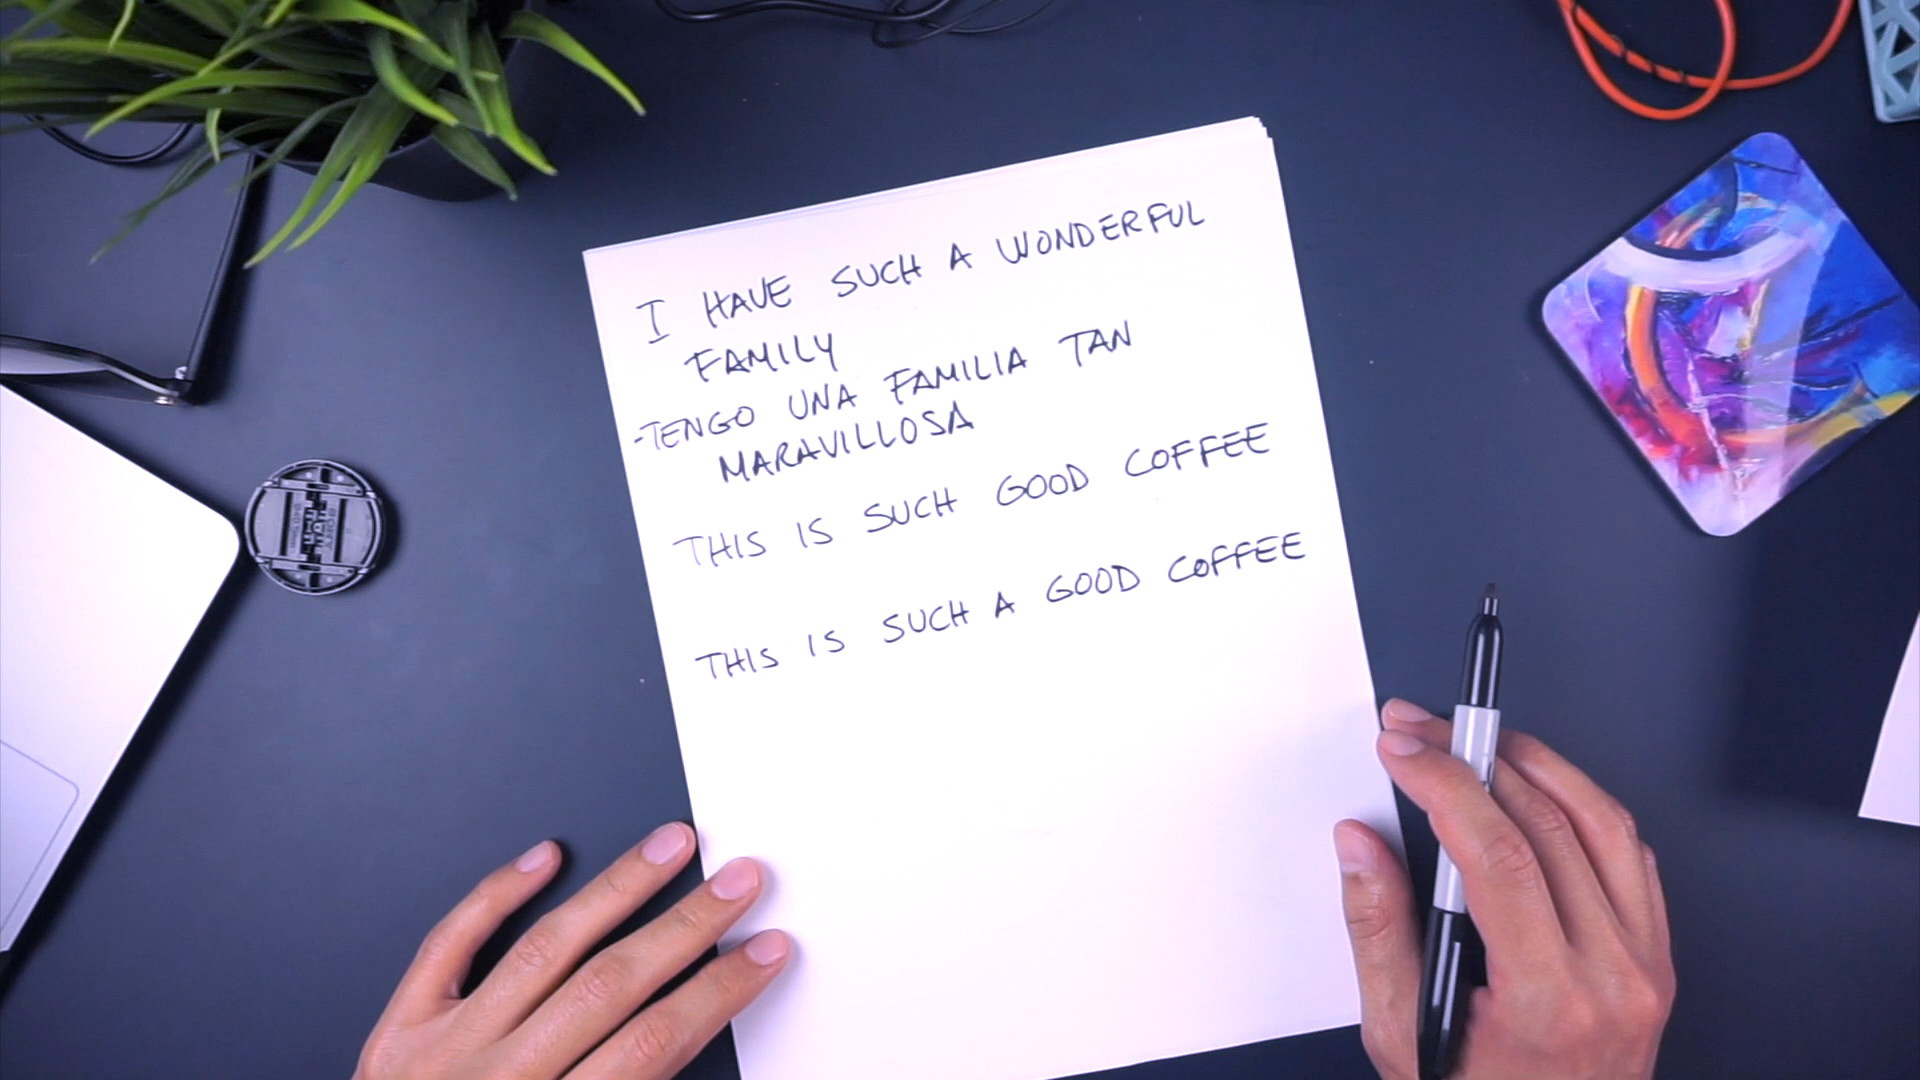 I HAVE SUCH A WONDERFUL
FAMILY
-TENGO UNA FAMILIA TAN
MARAVILLOSA
THIS IS SUCH GOOD COFFEE
THIS IS SUCH A GOOD COFFEE